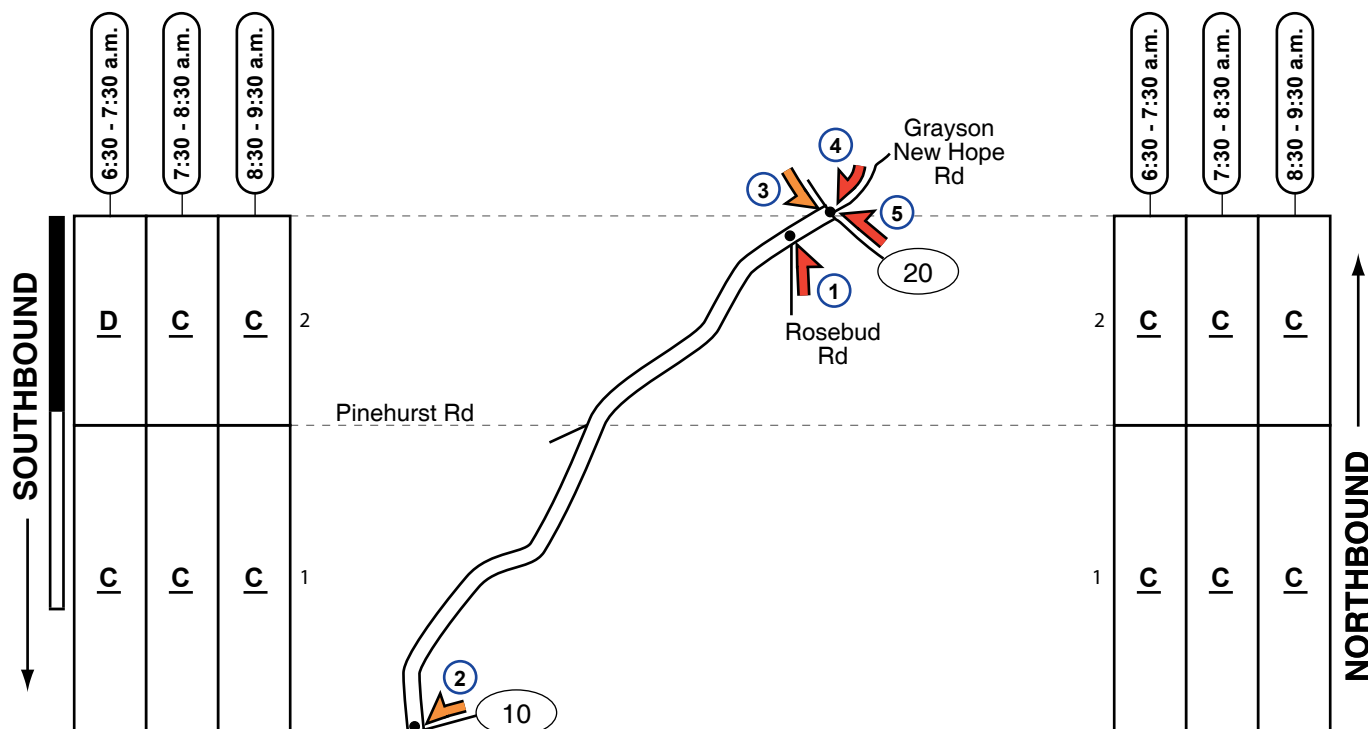 6:30 - 7:30 a.m.
7:30 - 8:30 a.m.
8:30 - 9:30 a.m.
6:30 - 7:30 a.m.
7:30 - 8:30 a.m.
8:30 - 9:30 a.m.
Grayson
New Hope
Rd
4
3
5
20
1
Rosebud
Rd
SOUTHBOUND
D C C 2
2 C C C
Pinehurst Rd
C C C 1
1 C C C
NORTHBOUND
2
10